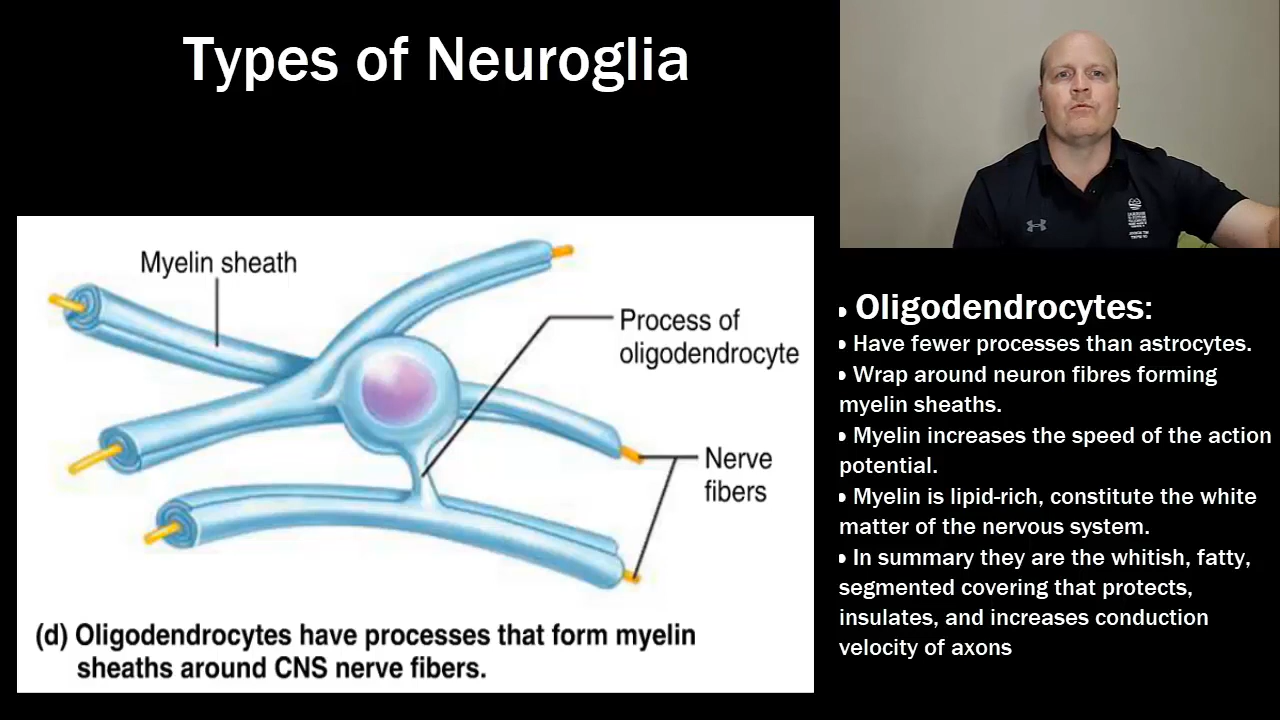 Types of Neuroglia
Myelin sheath
Process of
oligodendrocyte
Nerve
fibers
(d) Oligodendrocytes have processes that form myelin
sheaths around CNS nerve fibers.
• Oligodendrocytes:
• Have fewer processes than astrocytes.
• Wrap around neuron fibres forming
myelin sheaths.
• Myelin increases the speed of the action
potential.
• Myelin is lipid-rich, constitute the white
matter of the nervous system.
• In summary they are the whitish, fatty,
segmented covering that protects,
insulates, and increases conduction
velocity of axons